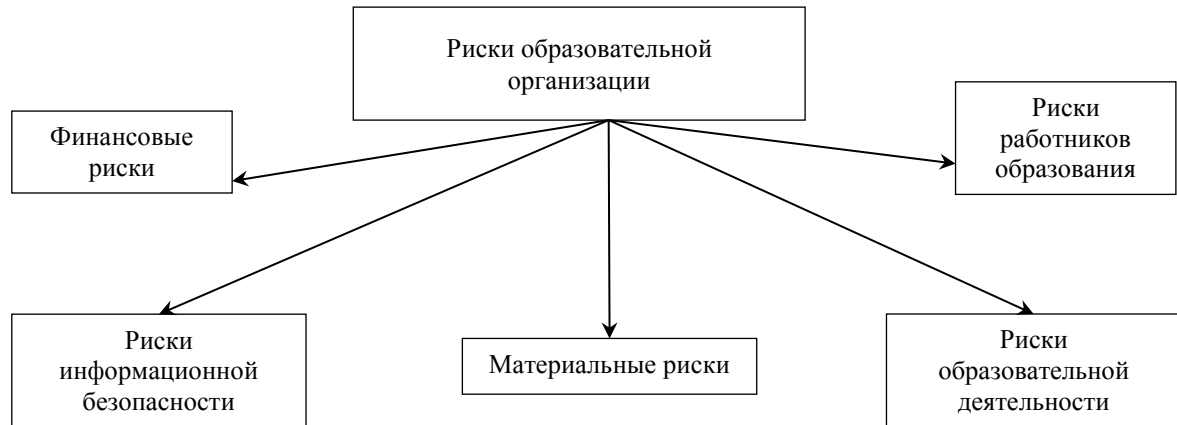 Риски образовательной
организации
Финансовые
риски
Риски
работников
образования
Риски
информационной
безопасности
Материальные риски
Риски
образовательной
деятельности